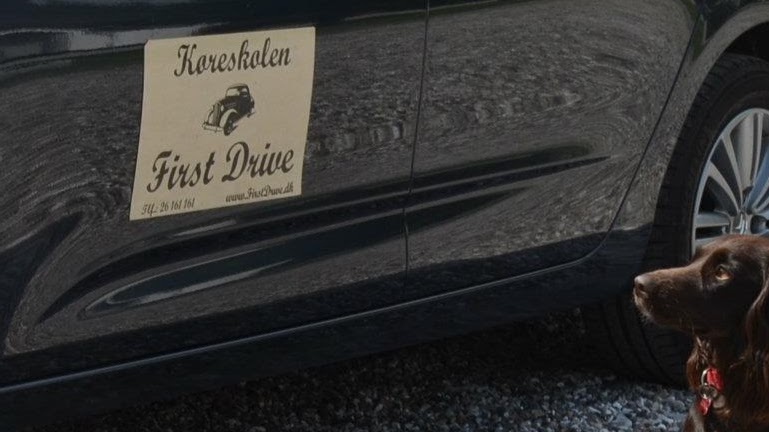 Køreskolen
First Drive
www.FirstDrive.dk
Tlf.: 26 161 161